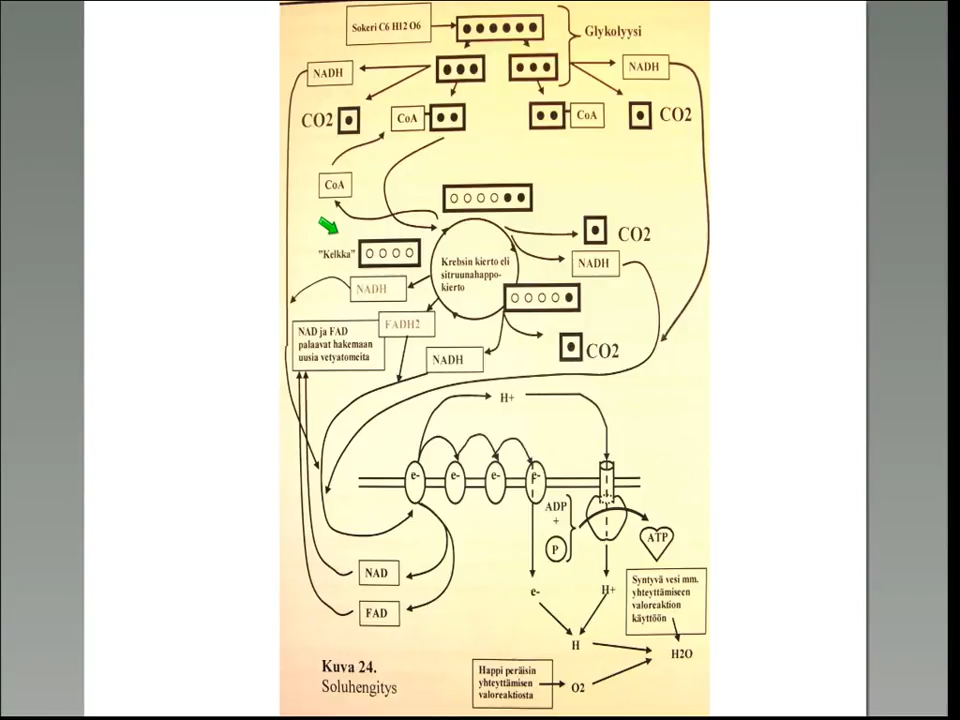 Sokeri C6 H12 O6
Glykolyysi
NADH
NADH
CO2
CoA
CoA
CO2
CoA
CO2
"Kelkka"
Krebsin kierto eli
sitruunahappo-
kierto
NADH
NADH
FADH2
NAD ja FAD
palaavat hakemaan
uusia vetyatomeita
NADH
CO2
H+
e-
e-
e-
e-
ADP
+
P
ATP
NAD
FAD
e-
H+
Syntyvä vesi mm.
yhteyttämiseen
valoreaktion
käyttöön
H
H2O
Kuva 24.
Soluhengitys
Happi peräisin
yhteyttämisen
valoreaktiosta
O2